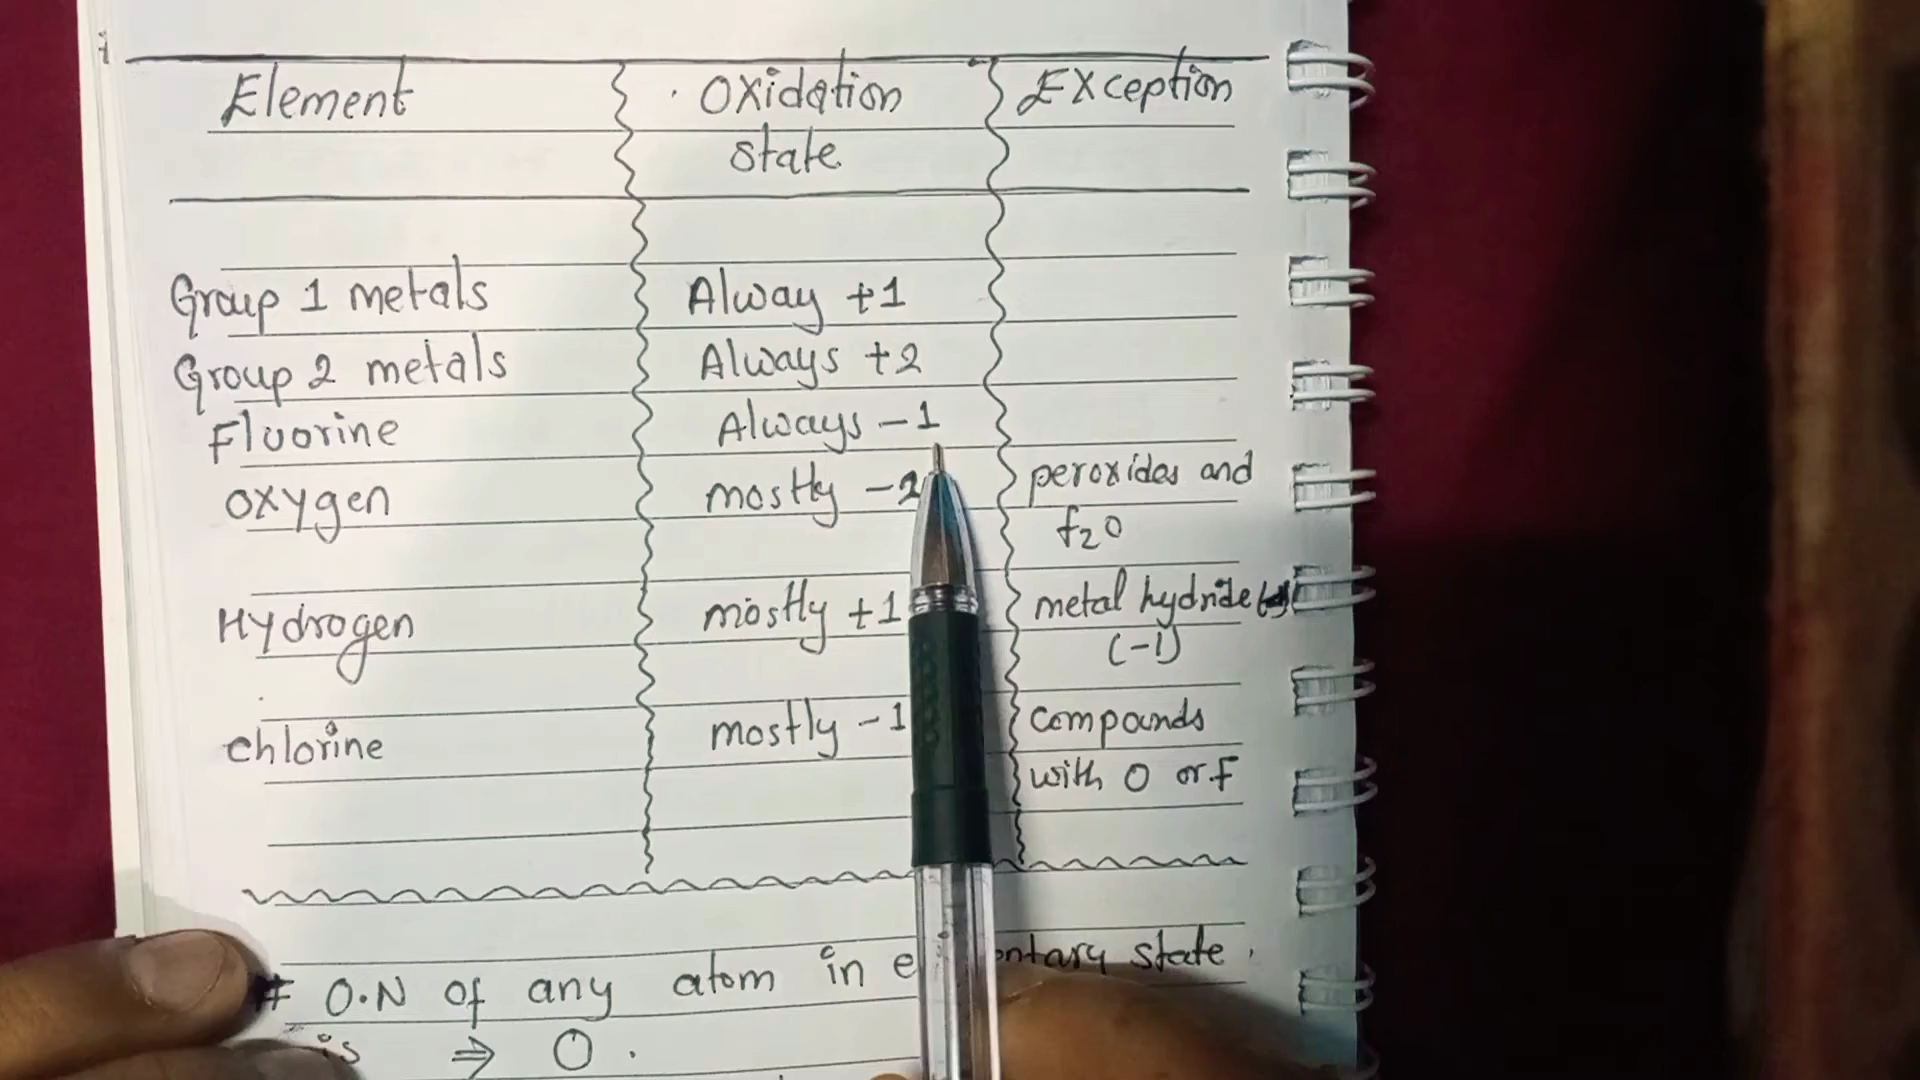 Element Oxidation Exception
state
Group 1 metals Alway +1
Group 2 metals Always +2
Fluorine Always -1
oxygen mostly -2 peroxides and
f₂o
Hydrogen mostly +1 metal hydride
(-1)
chlorine mostly -1 compounds
with O or F
# O.N of any atom in state.
is ⇒ O.